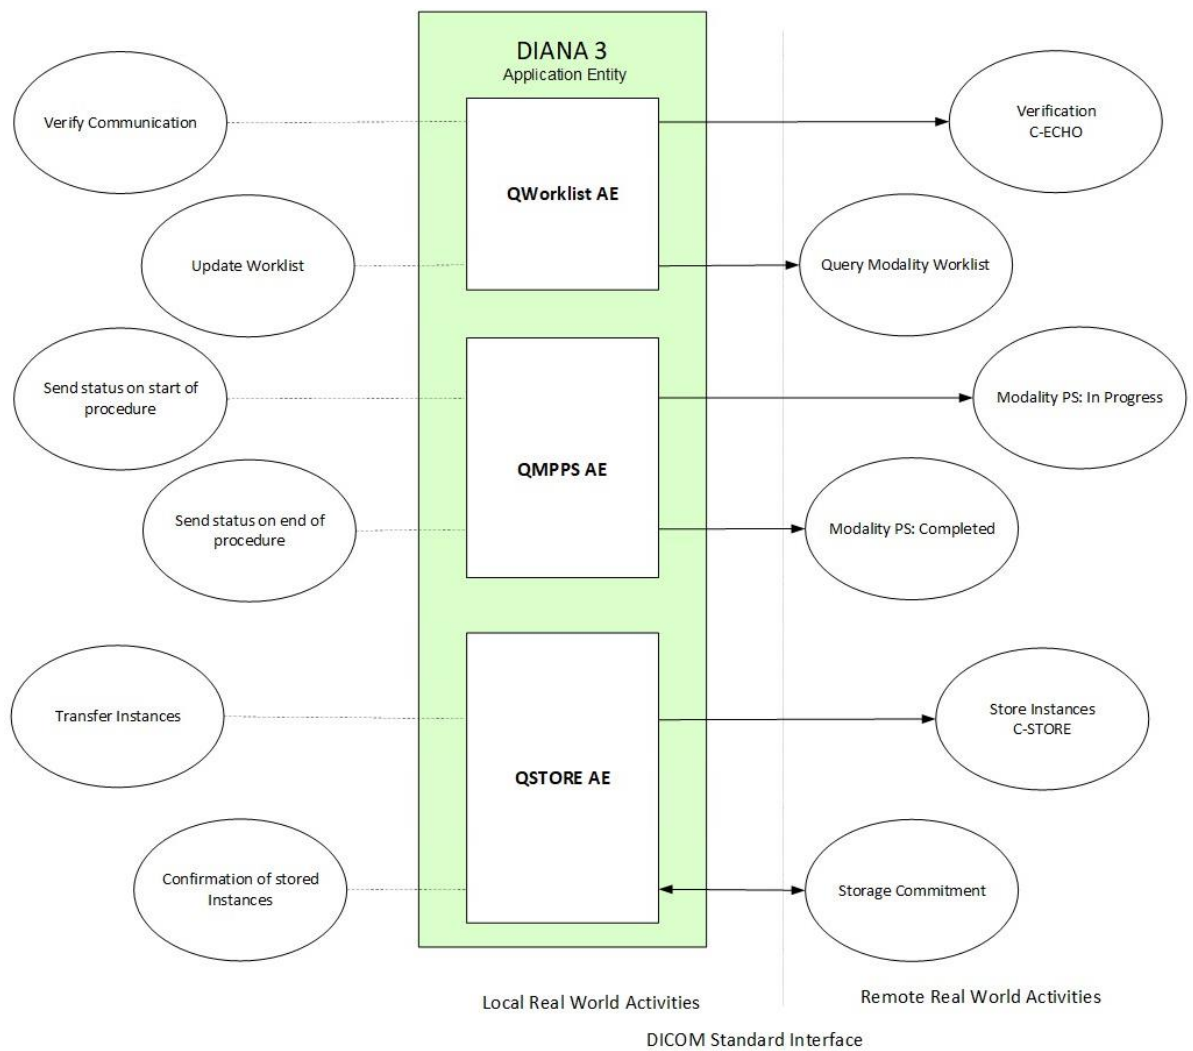 DIANA 3
Application Entity
Verify Communication
QWorklist AE
Verification
C-ECHO
Update Worklist
Query Modality Worklist
Send status on start of
procedure
Modality PS: In Progress
QMPPS AE
Send status on end of
procedure
Modality PS: Completed
Transfer Instances
QSTORE AE
Store Instances
C-STORE
Confirmation of stored
Instances
Storage Commitment
Local Real World Activities
Remote Real World Activities
DICOM Standard Interface